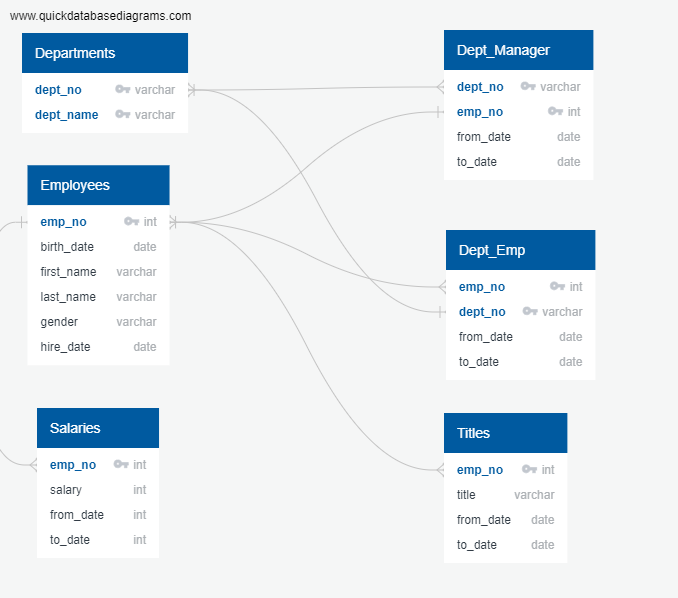 www.quickdatabasediagrams.com
Departments
dept_no varchar
dept_name varchar
Employees
emp_no int
birth_date date
first_name varchar
last_name varchar
gender varchar
hire_date date
Salaries
emp_no int
salary int
from_date int
to_date int
Dept_Manager
dept_no varchar
emp_no int
from_date date
to_date date
Dept_Emp
emp_no int
dept_no varchar
from_date date
to_date date
Titles
emp_no int
title varchar
from_date date
to_date date